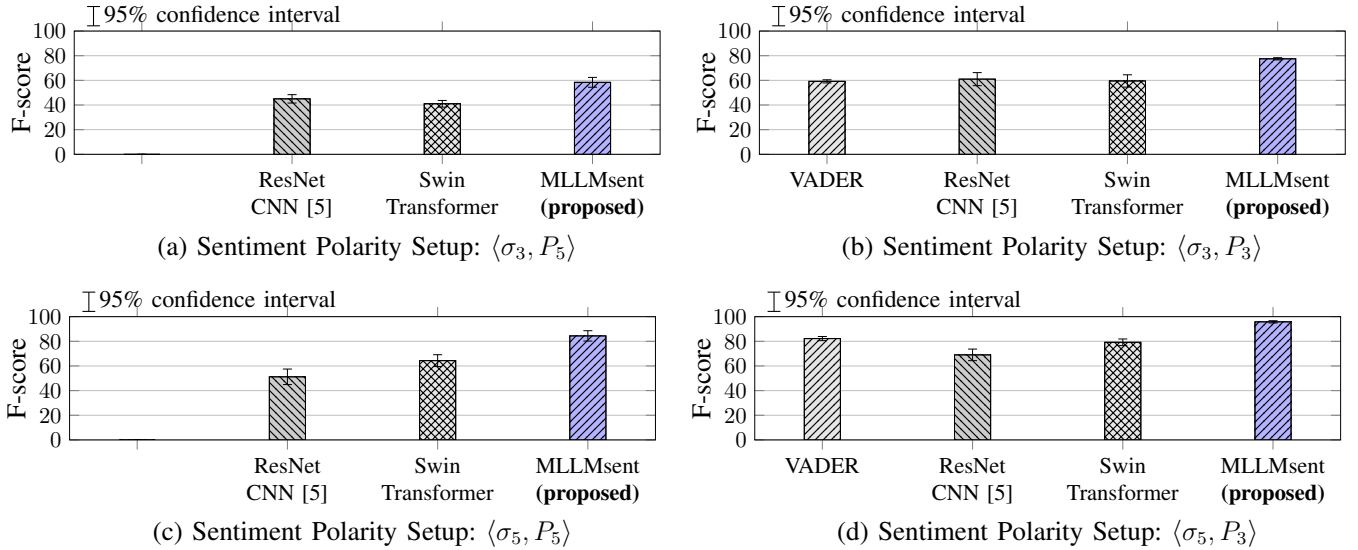 95% confidence interval
F-score
100
80
60
40
20
0
ResNet
CNN [5]
Swin
Transformer
MLLMsent
(proposed)
(a) Sentiment Polarity Setup: ⟨σ₃, P₅⟩
95% confidence interval
F-score
100
80
60
40
20
0
VADER
ResNet
CNN [5]
Swin
Transformer
MLLMsent
(proposed)
(b) Sentiment Polarity Setup: ⟨σ₃, P₃⟩
95% confidence interval
F-score
100
80
60
40
20
0
ResNet
CNN [5]
Swin
Transformer
MLLMsent
(proposed)
(c) Sentiment Polarity Setup: ⟨σ₅, P₅⟩
95% confidence interval
F-score
100
80
60
40
20
0
VADER
ResNet
CNN [5]
Swin
Transformer
MLLMsent
(proposed)
(d) Sentiment Polarity Setup: ⟨σ₅, P₃⟩